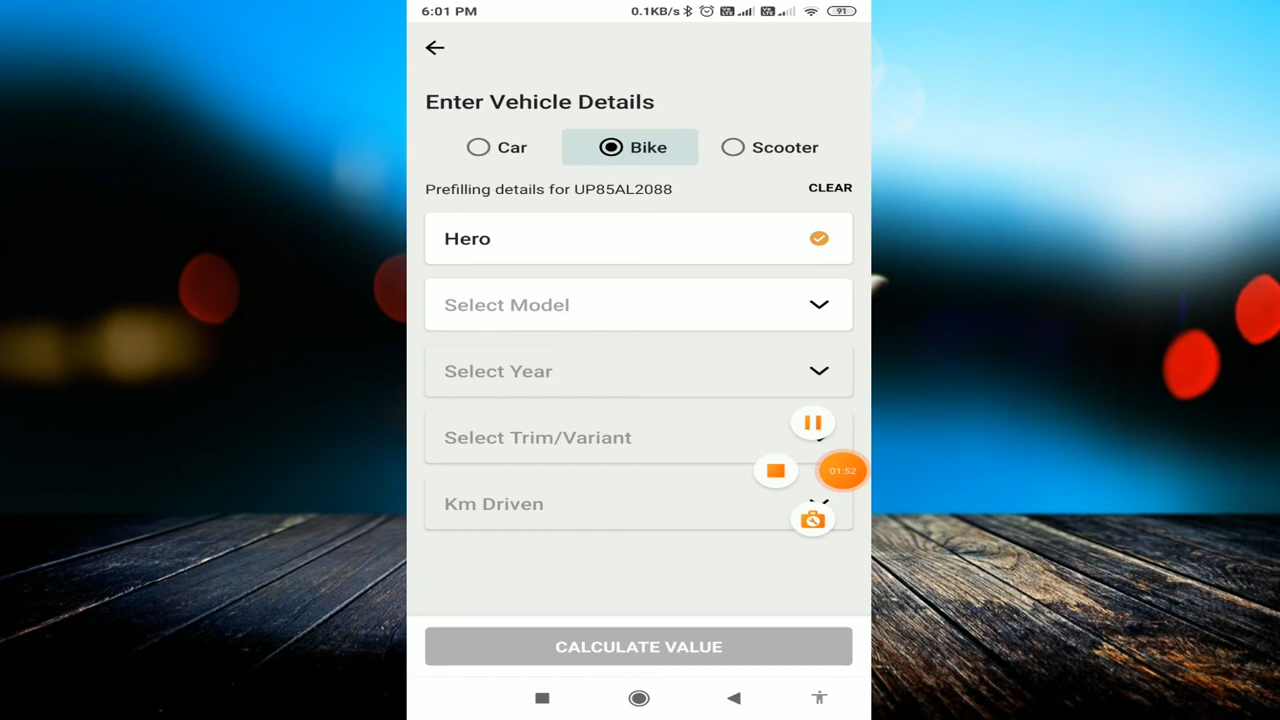 6:01 PM 0.1KB/s 91
Enter Vehicle Details
Car Bike Scooter
Prefilling details for UP85AL2088 CLEAR
Hero
Select Model
Select Year
Select Trim/Variant
01:52
Km Driven
CALCULATE VALUE